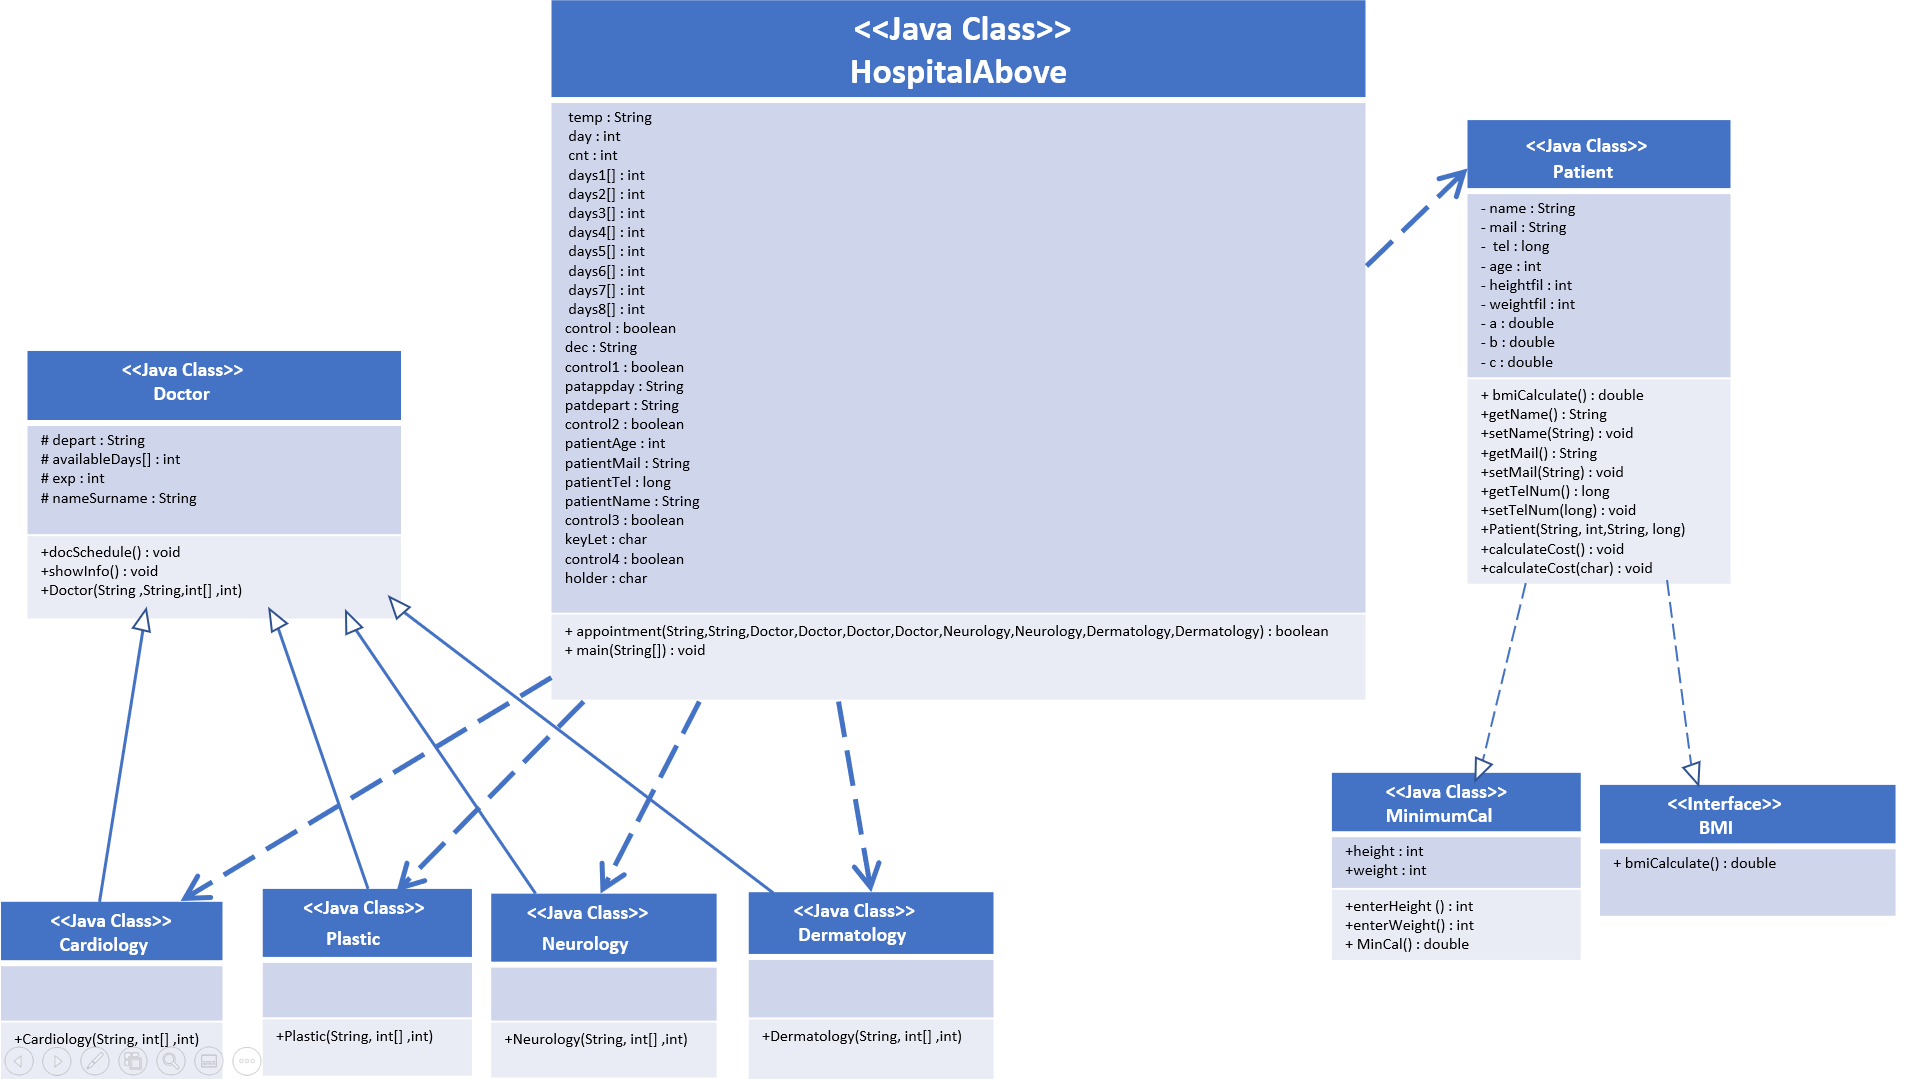 <<Java Class>>
HospitalAbove
temp : String
day : int
cnt : int
days1[] : int
days2[] : int
days3[] : int
days4[] : int
days5[] : int
days6[] : int
days7[] : int
days8[] : int
control : boolean
dec : String
control1 : boolean
patappday : String
patdepart : String
control2 : boolean
patientAge : int
patientMail : String
patientTel : long
patientName : String
control3 : boolean
keyLet : char
control4 : boolean
holder : char
+ appointment(String,String,Doctor,Doctor,Doctor,Doctor,Neurology,Neurology,Dermatology,Dermatology) : boolean
+ main(String[]) : void
<<Java Class>>
Patient
- name : String
- mail : String
- tel : long
- age : int
- heightfil : int
- weightfil : int
- a : double
- b : double
- c : double
+ bmiCalculate() : double
+getName() : String
+setName(String) : void
+getMail() : String
+setMail(String) : void
+getTelNum() : long
+setTelNum(long) : void
+Patient(String, int,String, long)
+calculateCost() : void
+calculateCost(char) : void
<<Java Class>>
Doctor
# depart : String
# availableDays[] : int
# exp : int
# nameSurname : String
+docSchedule() : void
+showInfo() : void
+Doctor(String ,String,int[] ,int)
<<Java Class>>
MinimumCal
+height : int
+weight : int
+enterHeight () : int
+enterWeight() : int
+ MinCal() : double
<<Interface>>
BMI
+ bmiCalculate() : double
<<Java Class>>
Cardiology
+Cardiology(String, int[] ,int)
<<Java Class>>
Plastic
+Plastic(String, int[] ,int)
<<Java Class>>
Neurology
+Neurology(String, int[] ,int)
<<Java Class>>
Dermatology
+Dermatology(String, int[] ,int)